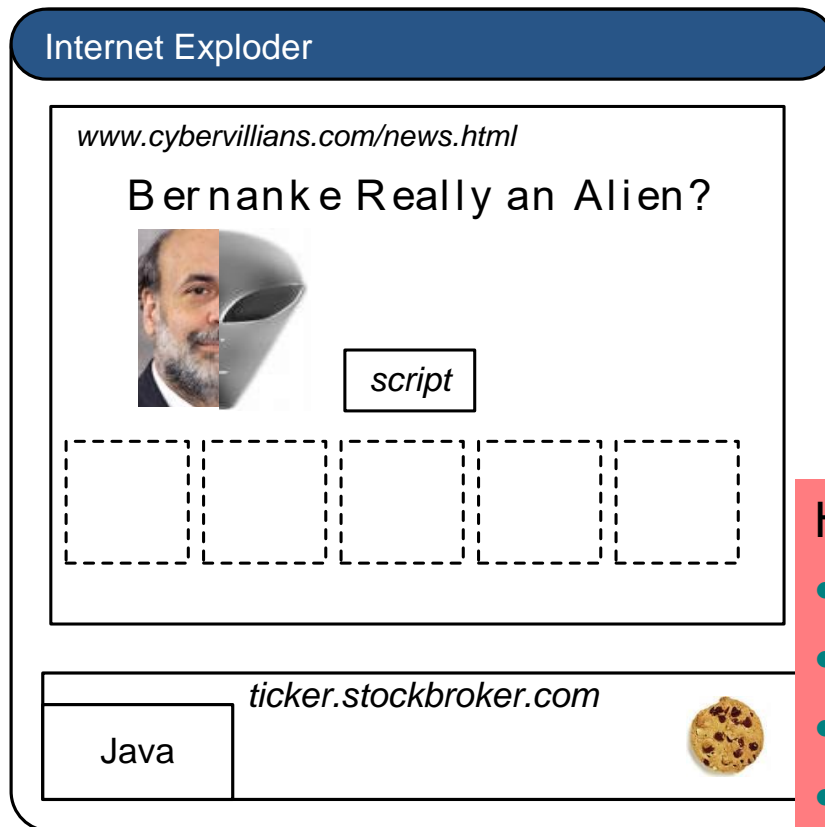 Internet Exploder
www.cybervillians.com/news.html
Bernanke Really an Alien?
script
ticker.stockbroker.com
Java